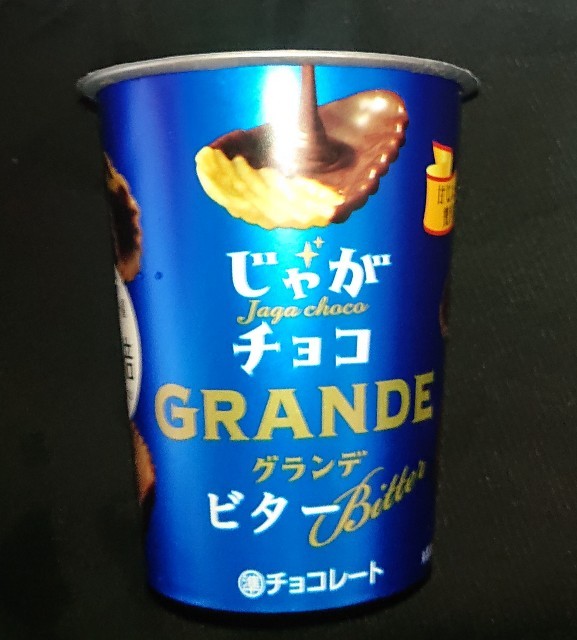 じゃが
Jaga choco
チョコ
GRANDE
グランデ
ビター
Bitter
チョコレート